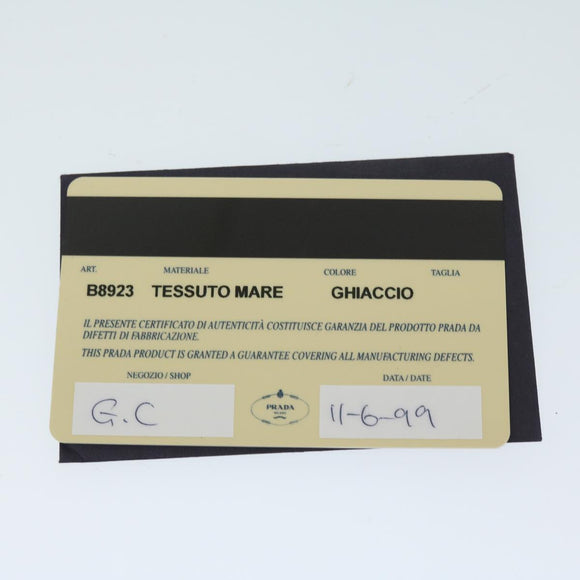 ART. MATERIALE COLORE TAGLIA
B8923 TESSUTO MARE GHIACCIO
IL PRESENTE CERTIFICATO DI AUTENTICITÀ COSTITUISCE GARANZIA DEL PRODOTTO PRADA DA
DIFETTI DI FABBRICAZIONE.
THIS PRADA PRODUCT IS GRANTED A GUARANTEE COVERING ALL MANUFACTURING DEFECTS.
NEGOZIO / SHOP DATA / DATE
G.C PRADA 11-6-99
MILANO